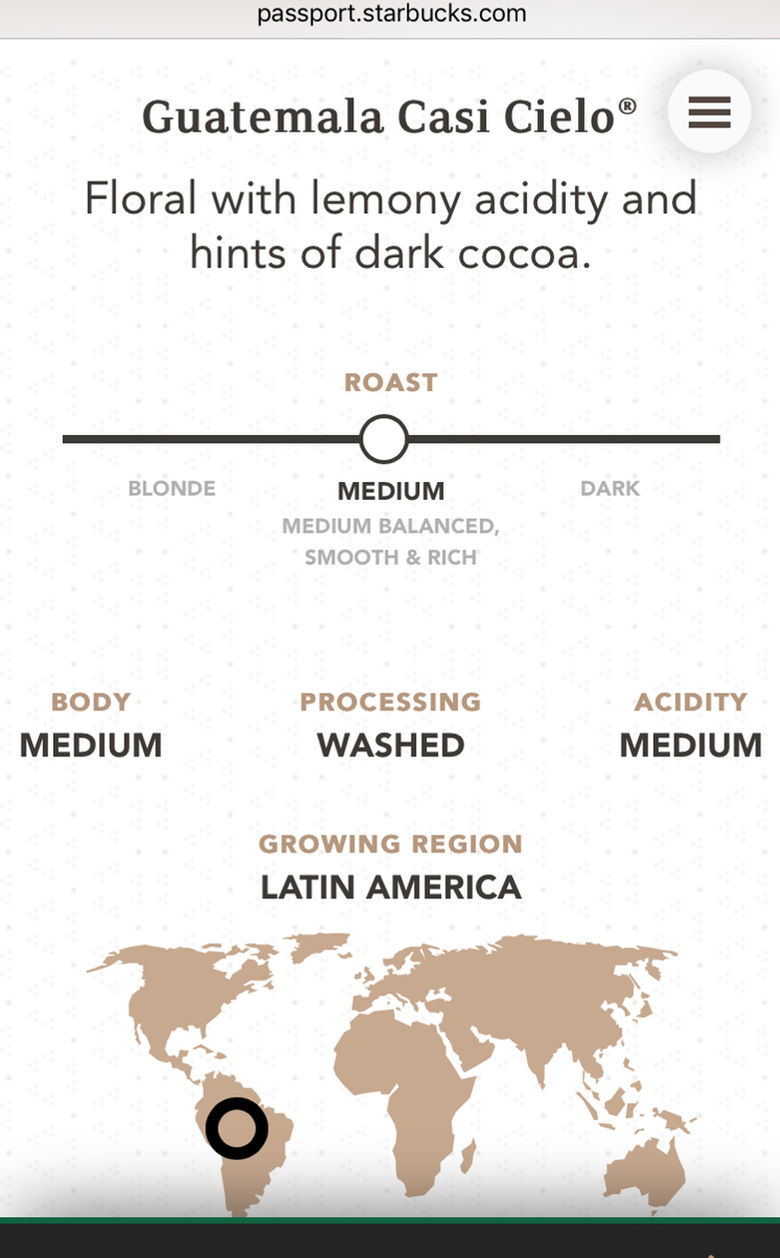 passport.starbucks.com
Guatemala Casi Cielo®
Floral with lemony acidity and
hints of dark cocoa.
ROAST
BLONDE MEDIUM DARK
MEDIUM BALANCED,
SMOOTH & RICH
BODY PROCESSING ACIDITY
MEDIUM WASHED MEDIUM
GROWING REGION
LATIN AMERICA